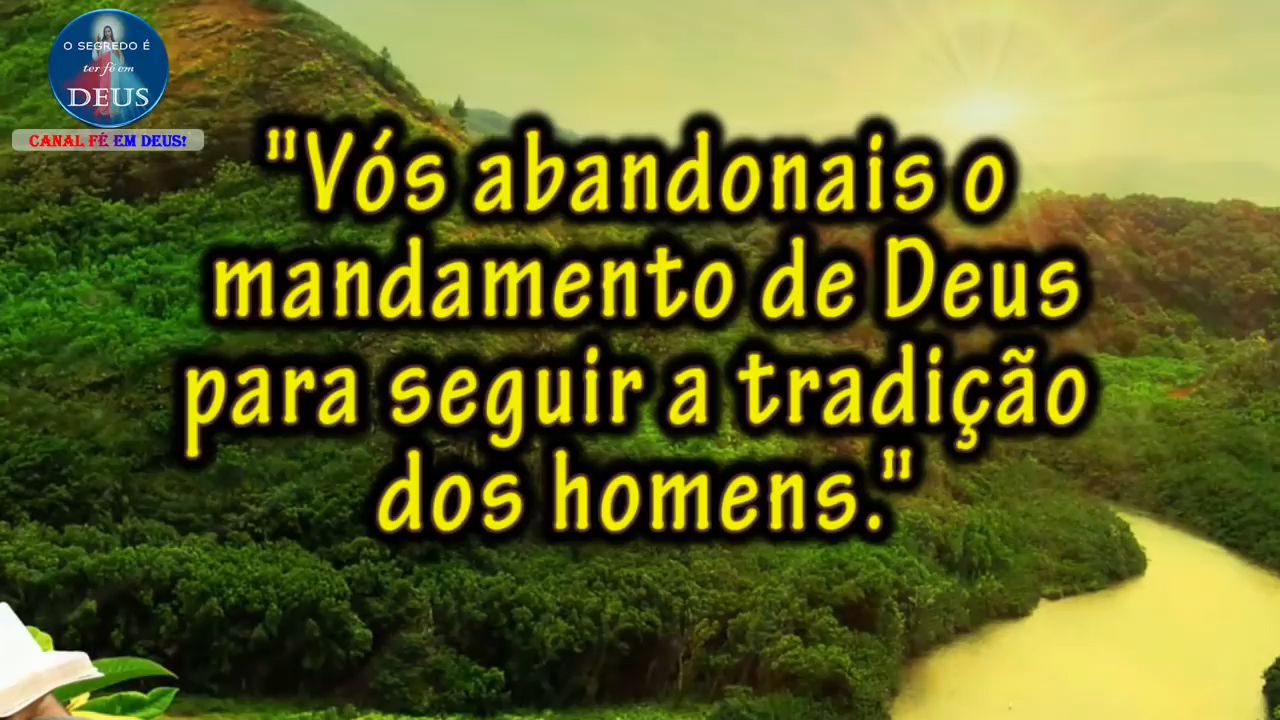 O SEGREDO É
ter fé em
DEUS
CANAL FÉ EM DEUS!
"Vós abandonais o
mandamento de Deus
para seguir a tradição
dos homens."